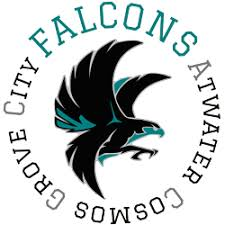 FALCONS
ATWATER COSMOS GROVE CITY